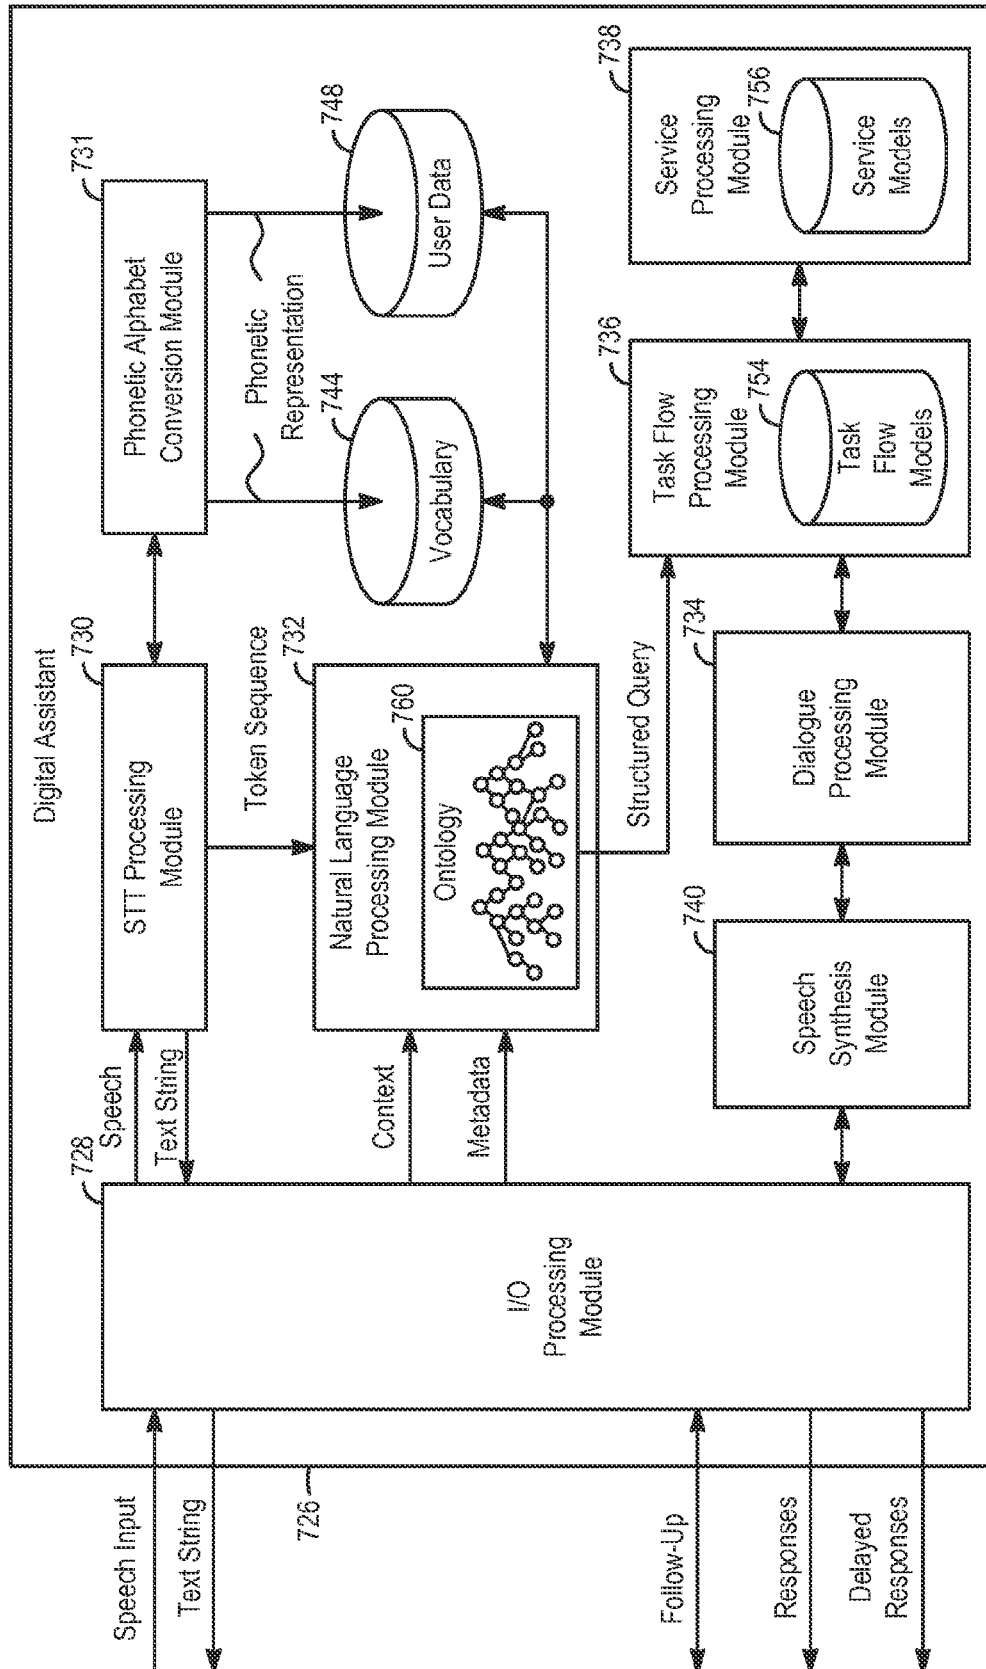 Digital Assistant
726
Speech Input
Text String
Follow-Up
Responses
Delayed
Responses
728
I/O
Processing
Module
Speech
Text String
Context
Metadata
730
STT Processing
Module
Token Sequence
731
Phonetic Alphabet
Conversion Module
Phonetic
Representation
732
Natural Language
Processing Module
760
Ontology
744
Vocabulary
748
User Data
Structured Query
740
Speech
Synthesis
Module
734
Dialogue
Processing
Module
736
Task Flow
Processing
Module
754
Task
Flow
Models
738
Service
Processing
Module
756
Service
Models